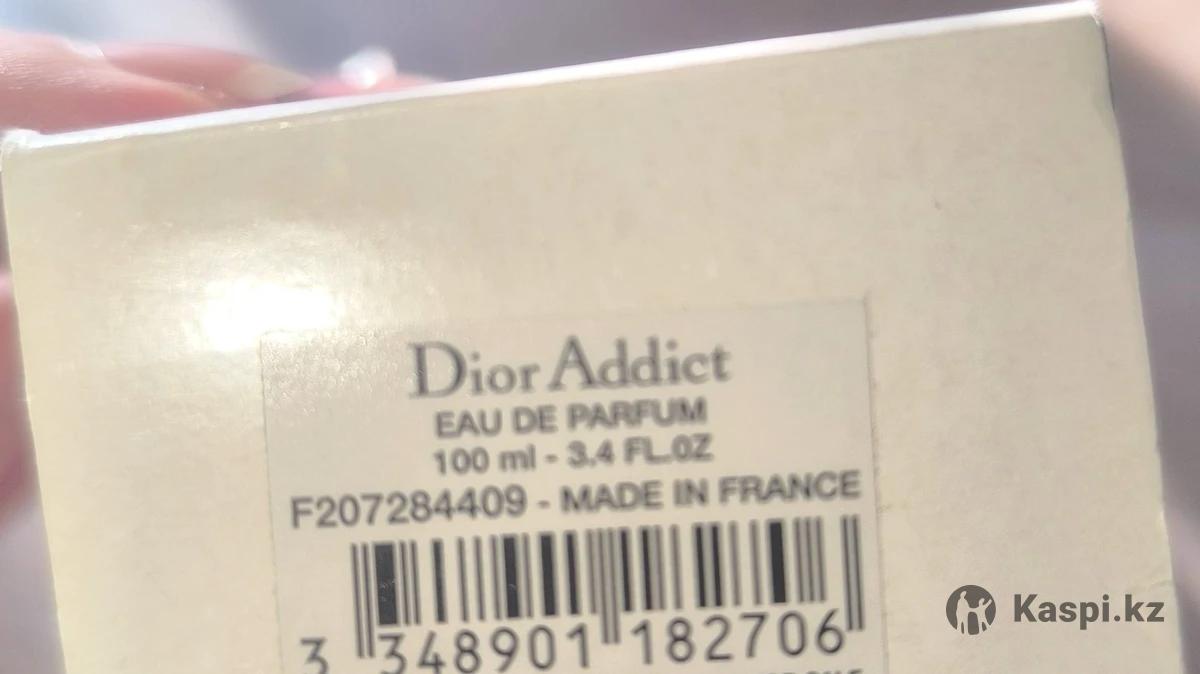 Dior Addict
EAU DE PARFUM
100 ml - 3.4 FL.OZ
F207284409 - MADE IN FRANCE
3 348901 182706
Kaspi.kz